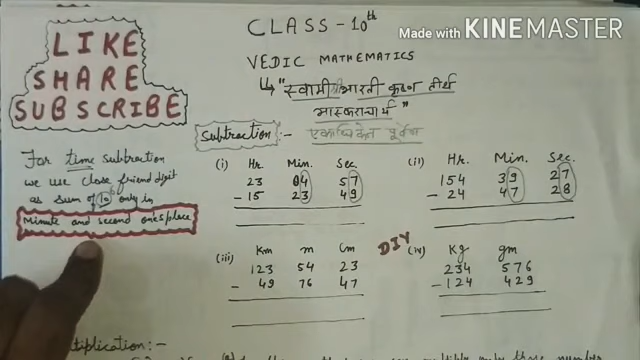 CLASS - 10th
Made with KINEMASTER
LIKE
SHARE
SUBSCRIBE
VEDIC MATHEMATICS
↳ "स्वामी भारती कृष्ण तीर्थ
भास्कराचार्य"
Subtraction :- एकाधिकेन पूर्वेण
For time subtraction
we use close friend digit
as sum of 10 only in
Minute and second ones place
(i) Hr. Min. Sec.
23 04 57
- 15 23 49
(ii) Hr. Min. Sec.
154 39 27
- 24 47 28
(iii) Km m Cm
123 54 23
- 49 76 47
DIY (iv) Kg gm
234 576
- 124 429